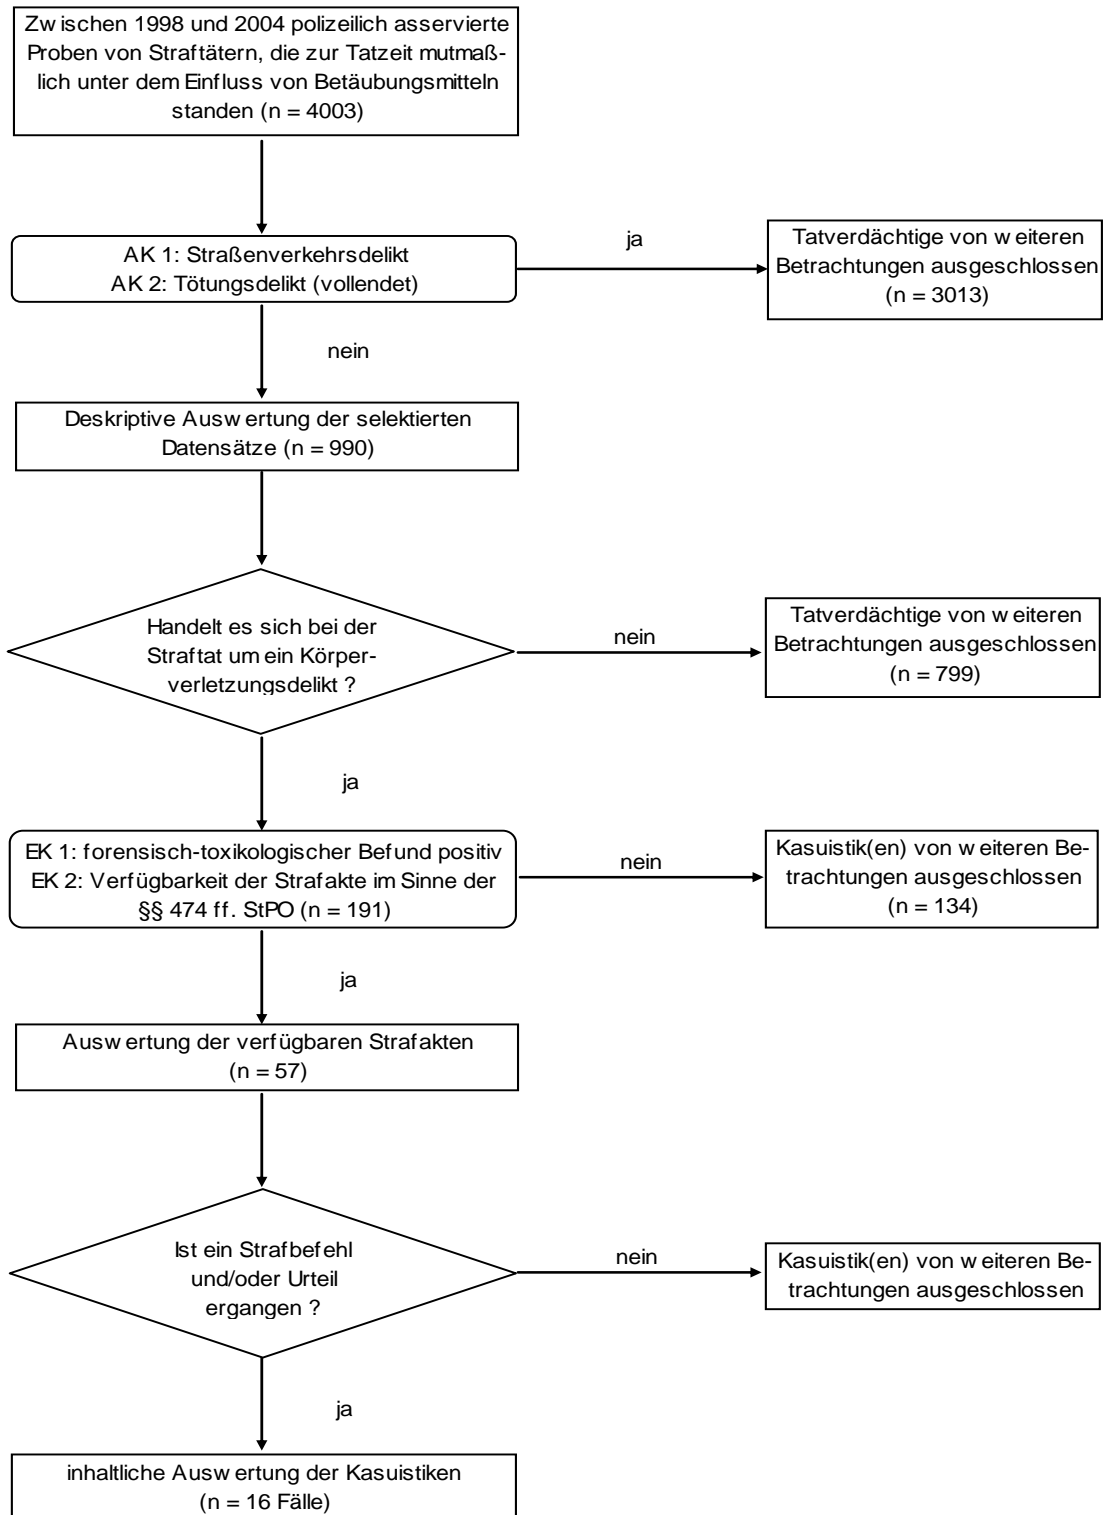 Zwischen 1998 und 2004 polizeilich asservierte
Proben von Straftätern, die zur Tatzeit mutmaß-
lich unter dem Einfluss von Betäubungsmitteln
standen (n = 4003)
AK 1: Straßenverkehrsdelikt
AK 2: Tötungsdelikt (vollendet)
ja
Tatverdächtige von weiteren
Betrachtungen ausgeschlossen
(n = 3013)
nein
Deskriptive Auswertung der selektierten
Datensätze (n = 990)
Handelt es sich bei der
Straftat um ein Körper-
verletzungsdelikt ?
nein
Tatverdächtige von weiteren
Betrachtungen ausgeschlossen
(n = 799)
ja
EK 1: forensisch-toxikologischer Befund positiv
EK 2: Verfügbarkeit der Strafakte im Sinne der
§§ 474 ff. StPO (n = 191)
nein
Kasuistik(en) von weiteren Be-
trachtungen ausgeschlossen
(n = 134)
ja
Auswertung der verfügbaren Strafakten
(n = 57)
Ist ein Strafbefehl
und/oder Urteil
ergangen ?
nein
Kasuistik(en) von weiteren Be-
trachtungen ausgeschlossen
ja
inhaltliche Auswertung der Kasuistiken
(n = 16 Fälle)